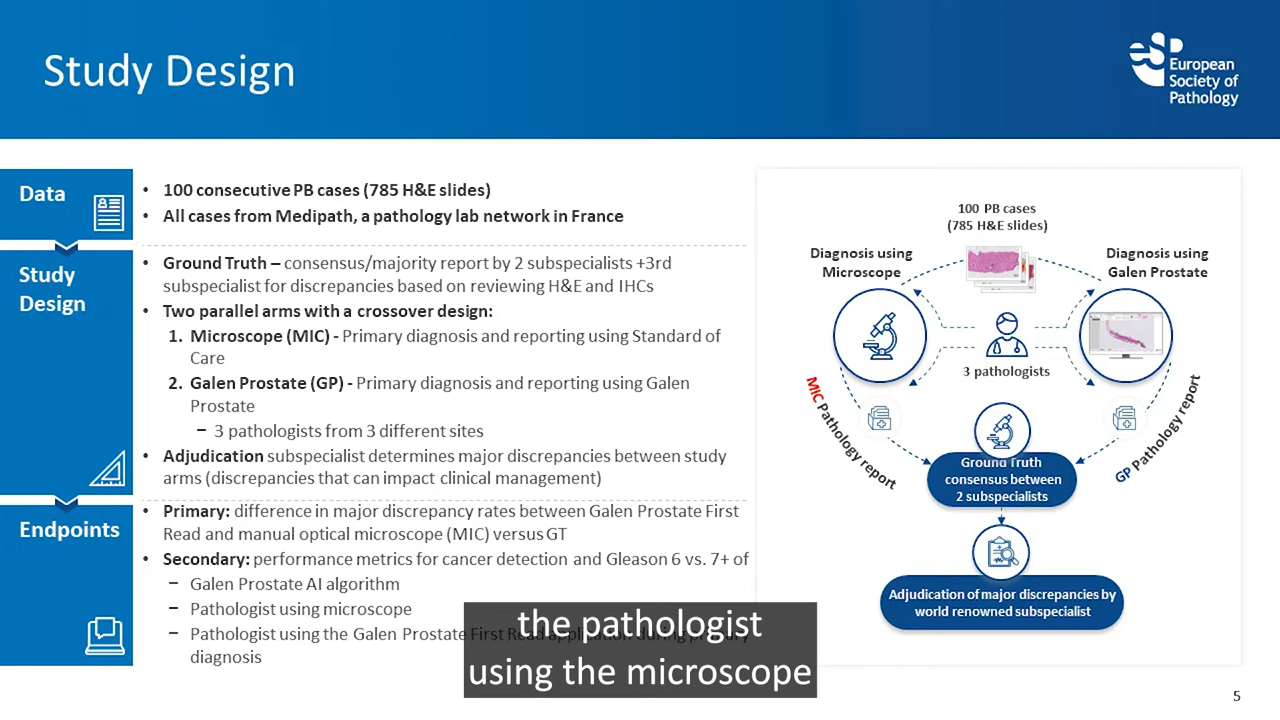 Study Design
eSP
European
Society of
Pathology
Data
• 100 consecutive PB cases (785 H&E slides)
• All cases from Medipath, a pathology lab network in France
Study
Design
• Ground Truth – consensus/majority report by 2 subspecialists +3rd
subspecialist for discrepancies based on reviewing H&E and IHCs
• Two parallel arms with a crossover design:
1. Microscope (MIC) - Primary diagnosis and reporting using Standard of
Care
2. Galen Prostate (GP) - Primary diagnosis and reporting using Galen
Prostate
− 3 pathologists from 3 different sites
• Adjudication subspecialist determines major discrepancies between study
arms (discrepancies that can impact clinical management)
Endpoints
• Primary: difference in major discrepancy rates between Galen Prostate First
Read and manual optical microscope (MIC) versus GT
• Secondary: performance metrics for cancer detection and Gleason 6 vs. 7+ of
− Galen Prostate AI algorithm
− Pathologist using microscope
− Pathologist using the Galen Prostate First Read application during primary
diagnosis
100 PB cases
(785 H&E slides)
Diagnosis using
Microscope
Diagnosis using
Galen Prostate
3 pathologists
MIC Pathology report
GP Pathology report
Ground Truth
consensus between
2 subspecialists
Adjudication of major discrepancies by
world renowned subspecialist
the pathologist
using the microscope
5